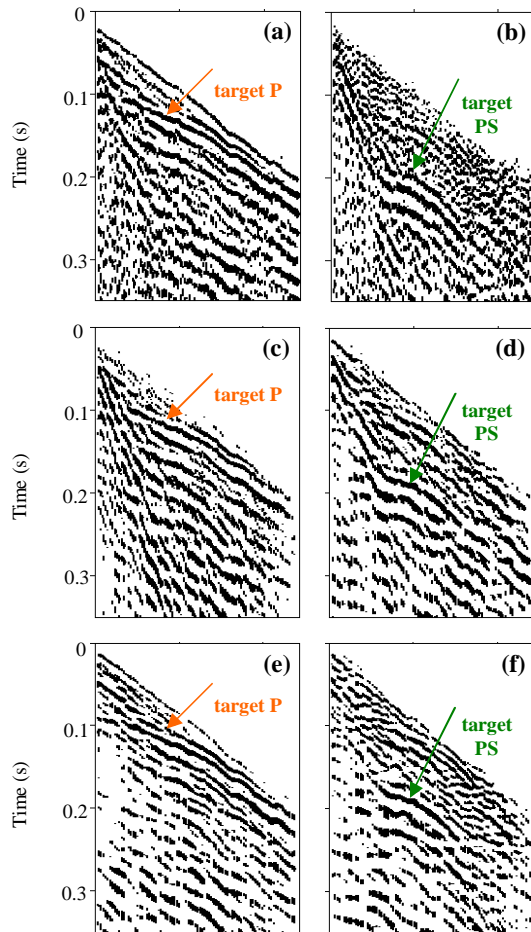 (a)
(b)
0
0.1
0.2
0.3
Time (s)
target P
target
PS
(c)
(d)
0
0.1
0.2
0.3
Time (s)
target P
target
PS
(e)
(f)
0
0.1
0.2
0.3
Time (s)
target P
target
PS